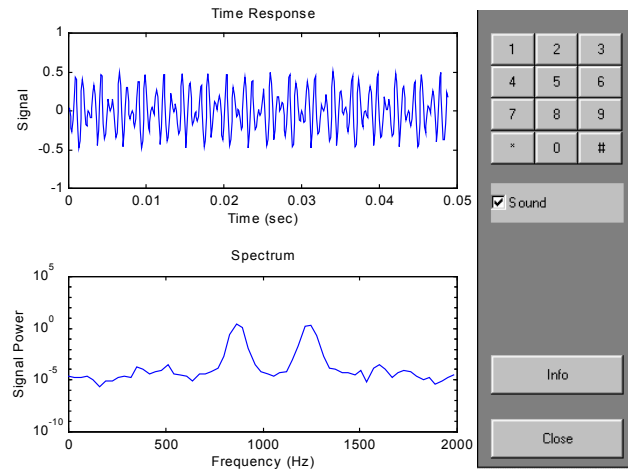 Time Response
1
0.5
0
-0.5
-1
Signal
0 0.01 0.02 0.03 0.04 0.05
Time (sec)
Spectrum
10^5
10^0
10^-5
10^-10
Signal Power
0 500 1000 1500 2000
Frequency (Hz)
1 2 3
4 5 6
7 8 9
* 0 #
Sound
Info
Close